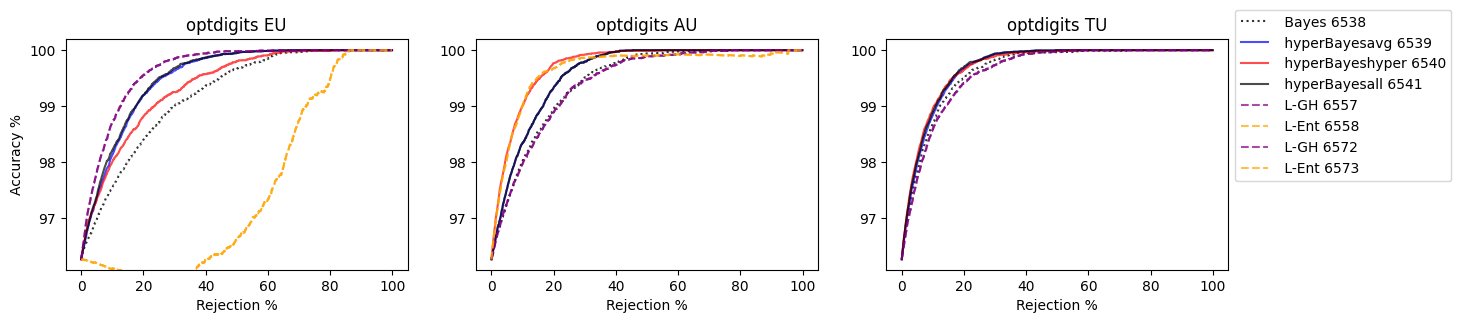 optdigits EU
100
99
98
97
Accuracy %
0 20 40 60 80 100
Rejection %
optdigits AU
100
99
98
97
0 20 40 60 80 100
Rejection %
optdigits TU
100
99
98
97
0 20 40 60 80 100
Rejection %
Bayes 6538
hyperBayesavg 6539
hyperBayeshyper 6540
hyperBayesall 6541
L-GH 6557
L-Ent 6558
L-GH 6572
L-Ent 6573